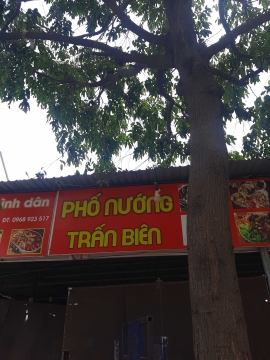 ình dân
ĐT: 0968 923 517
PHỐ NƯỚNG
TRẤN BIÊN